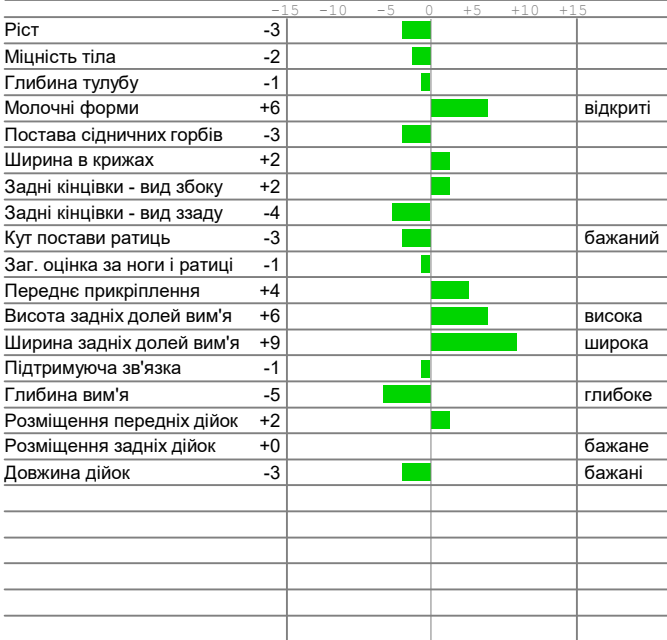 -15 -10 -5 0 +5 +10 +15
Ріст -3
Міцність тіла -2
Глибина тулубу -1
Молочні форми +6 відкриті
Постава сідничних горбів -3
Ширина в крижах +2
Задні кінцівки - вид збоку +2
Задні кінцівки - вид ззаду -4
Кут постави ратиць -3 бажаний
Заг. оцінка за ноги і ратиці -1
Переднє прикріплення +4
Висота задніх долей вим'я +6 висока
Ширина задніх долей вим'я +9 широка
Підтримуюча зв'язка -1
Глибина вим'я -5 глибоке
Розміщення передніх дійок +2
Розміщення задніх дійок +0 бажане
Довжина дійок -3 бажані